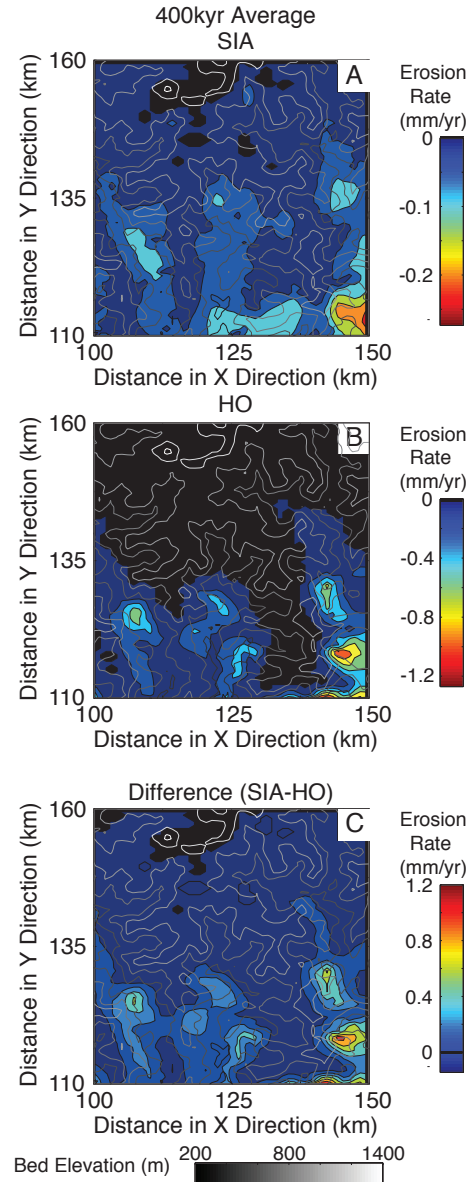 400kyr Average
SIA
160
A
Erosion
Rate
(mm/yr)
0
-0.1
-0.2
Distance in Y Direction (km)
135
110
100
125
150
Distance in X Direction (km)
HO
160
B
Erosion
Rate
(mm/yr)
0
-0.4
-0.8
-1.2
Distance in Y Direction (km)
135
110
100
125
150
Distance in X Direction (km)
Difference (SIA-HO)
160
C
Erosion
Rate
(mm/yr)
1.2
0.8
0.4
0
Distance in Y Direction (km)
135
110
100
125
150
Distance in X Direction (km)
200
800
1400
Bed Elevation (m)